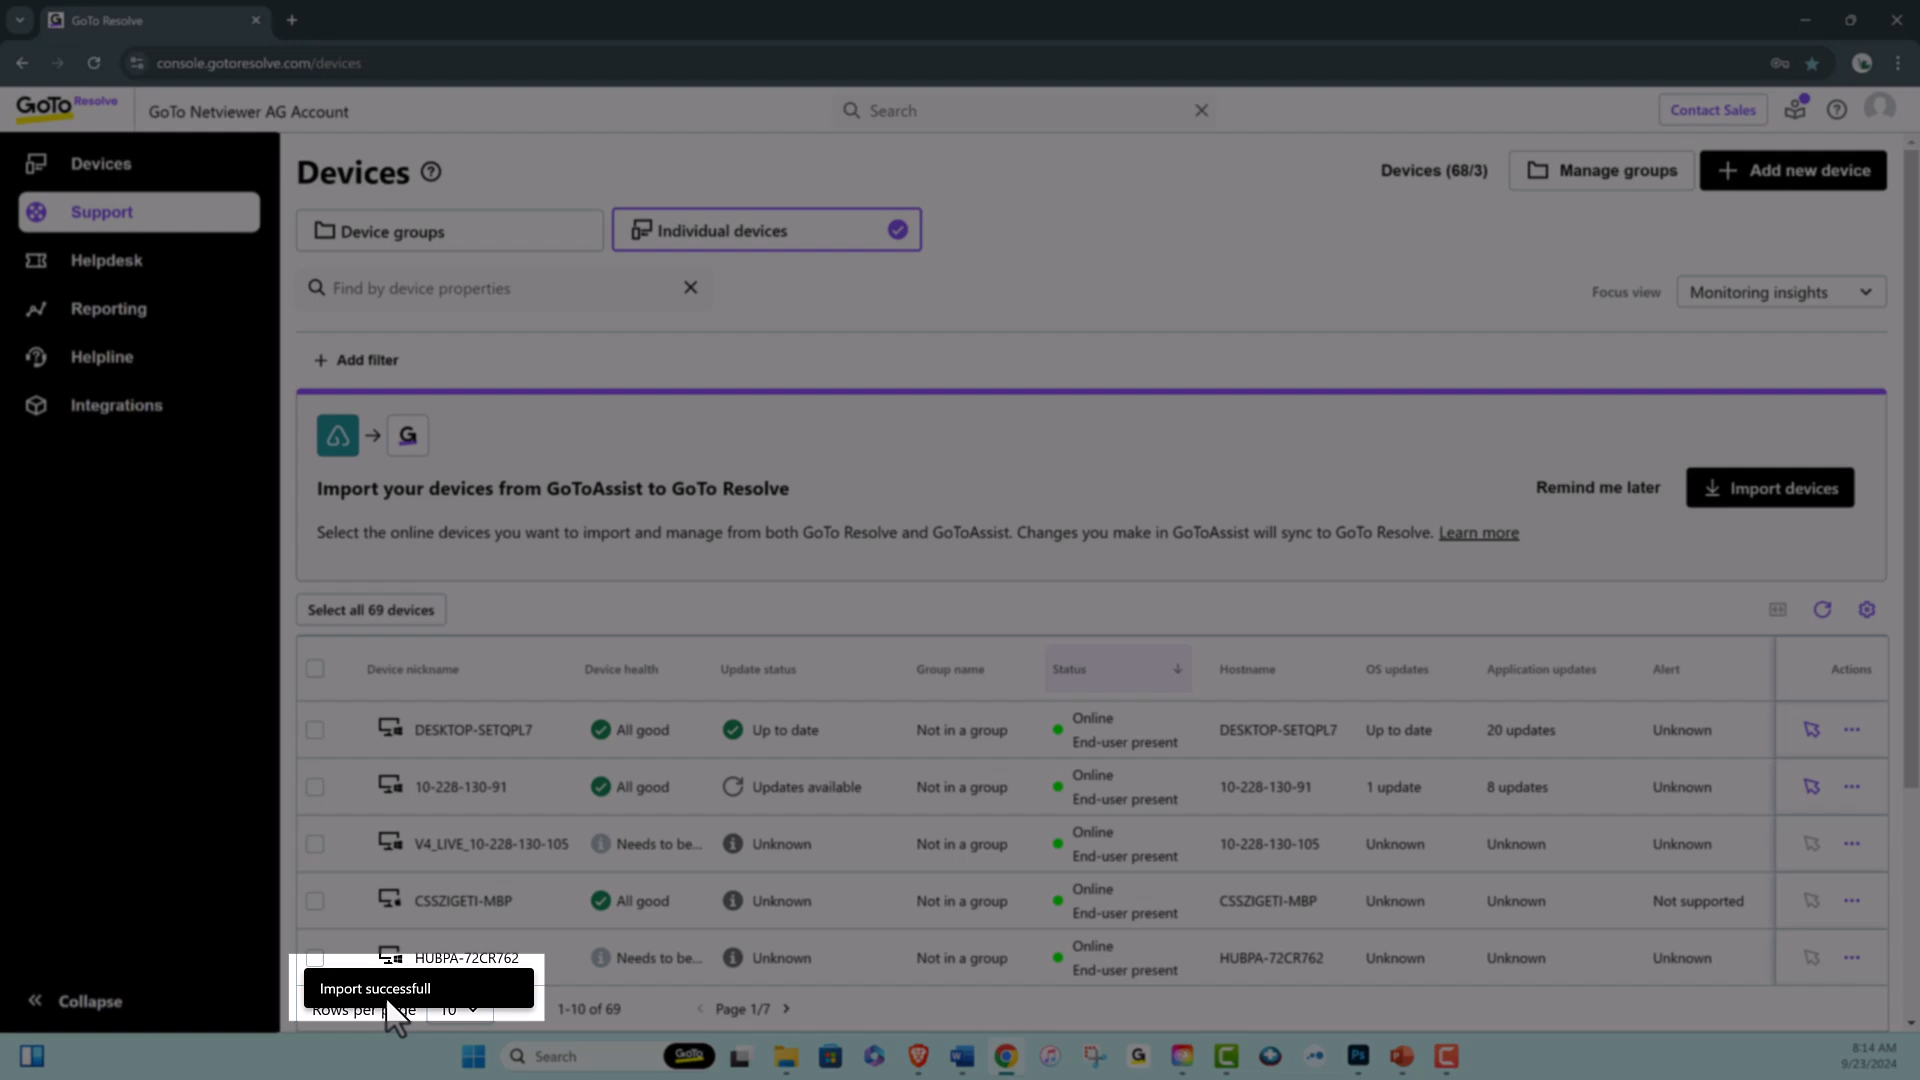 GoTo Resolve
console.gotoresolve.com/devices
GoTo Resolve
GoTo Netviewer AG Account
Search
Contact Sales
Devices
Support
Helpdesk
Reporting
Helpline
Integrations
Collapse
Devices
Devices (68/3)
Manage groups
Add new device
Device groups
Individual devices
Find by device properties
Focus view
Monitoring insights
Add filter
G
Import your devices from GoToAssist to GoTo Resolve
Remind me later
Import devices
Select the online devices you want to import and manage from both GoTo Resolve and GoToAssist. Changes you make in GoToAssist will sync to GoTo Resolve. Learn more
Select all 69 devices
Device nickname Device health Update status Group name Status Hostname OS updates Application updates Alert Actions
DESKTOP-SETQPL7 All good Up to date Not in a group Online End-user present DESKTOP-SETQPL7 Up to date 20 updates Unknown
10-228-130-91 All good Updates available Not in a group Online End-user present 10-228-130-91 1 update 8 updates Unknown
V4_LIVE_10-228-130-105 Needs to be... Unknown Not in a group Online End-user present 10-228-130-105 Unknown Unknown Unknown
CSSZIGETI-MBP All good Unknown Not in a group Online End-user present CSSZIGETI-MBP Unknown Unknown Not supported
HUBPA-72CR762 Needs to be... Unknown Not in a group Online End-user present HUBPA-72CR762 Unknown Unknown Unknown
Import successfull
Rows per page 10 1-10 of 69 Page 1/7
Search
GoTo
8:14 AM
9/23/2024